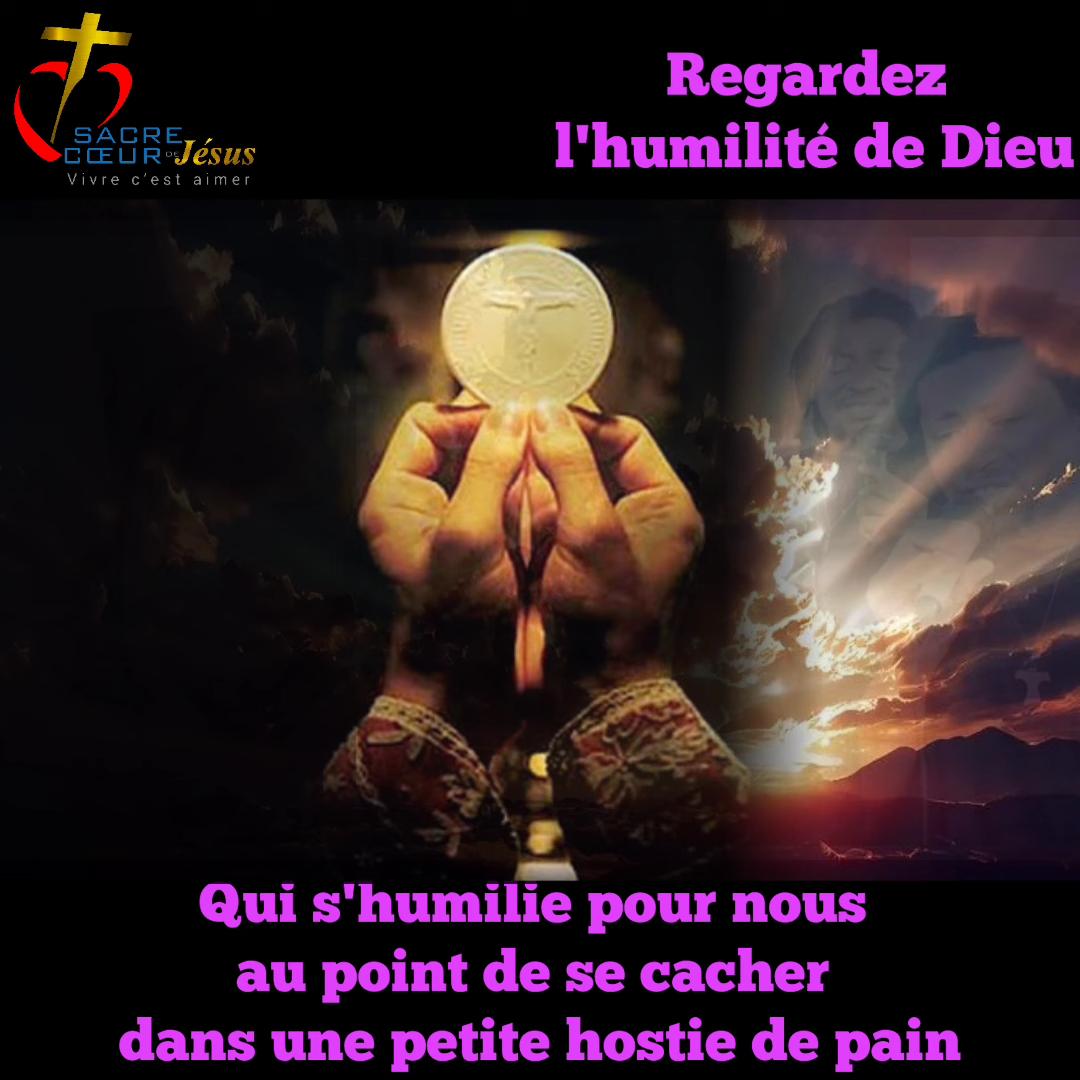 SACRE
CŒUR DE Jésus
Vivre c'est aimer
Regardez
l'humilité de Dieu
Qui s'humilie pour nous
au point de se cacher
dans une petite hostie de pain